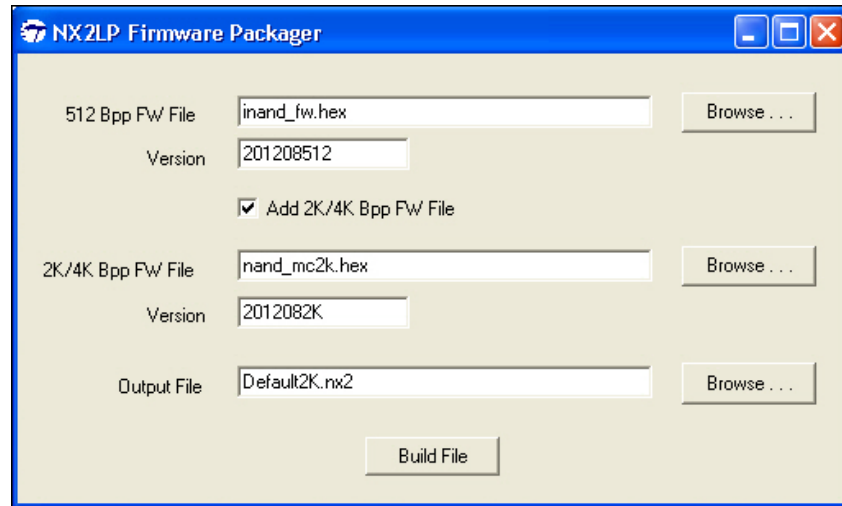 NX2LP Firmware Packager
512 Bpp FW File inand_fw.hex Browse . . .
Version 201208512
Add 2K/4K Bpp FW File
2K/4K Bpp FW File nand_mc2k.hex Browse . . .
Version 2012082K
Output File Default2K.nx2 Browse . . .
Build File